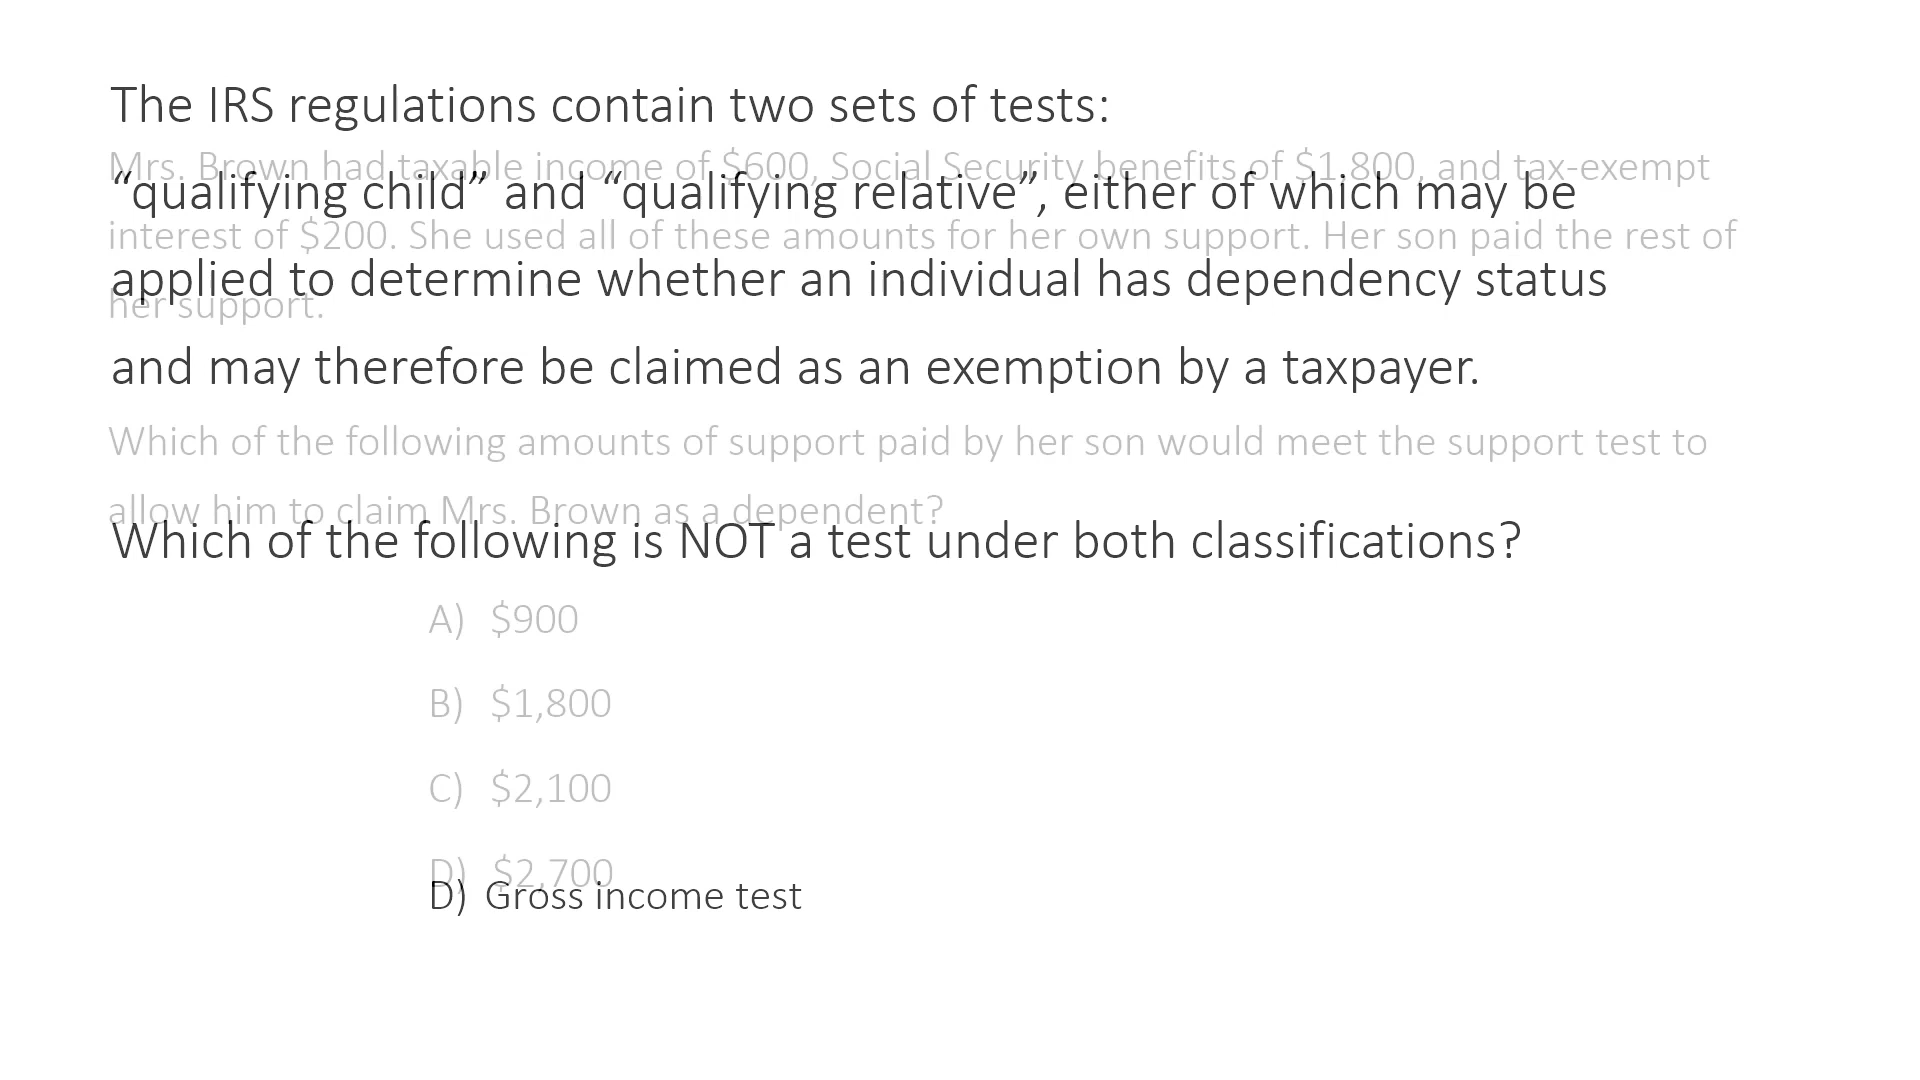 The IRS regulations contain two sets of tests:
Mrs. Brown had taxable income of $600, Social Security benefits of $1,800, and tax-exempt
“qualifying child” and “qualifying relative”, either of which may be
interest of $200. She used all of these amounts for her own support. Her son paid the rest of
applied to determine whether an individual has dependency status
her support.
and may therefore be claimed as an exemption by a taxpayer.
Which of the following amounts of support paid by her son would meet the support test to
allow him to claim Mrs. Brown as a dependent?
Which of the following is NOT a test under both classifications?
A) $900
B) $1,800
C) $2,100
D) $2,700
D) Gross income test